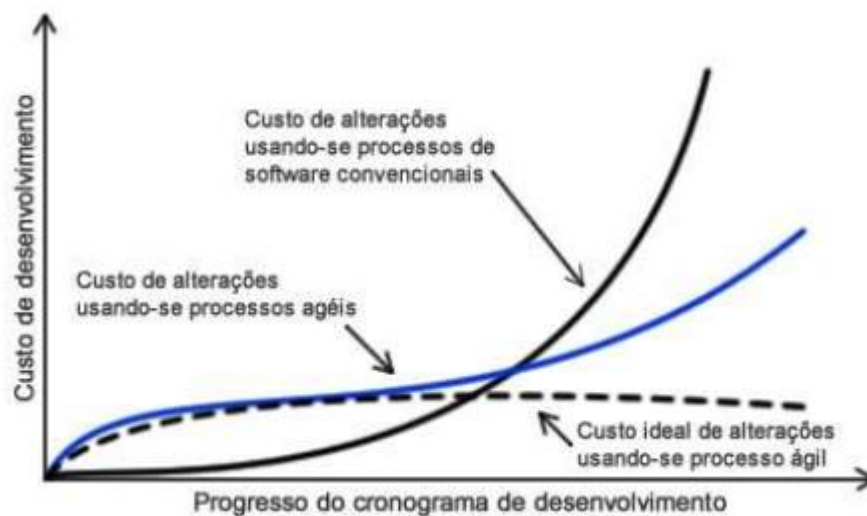 Custo de desenvolvimento
Custo de alterações
usando-se processos de
software convencionais
Custo de alterações
usando-se processos agéis
Custo ideal de alterações
usando-se processo ágil
Progresso do cronograma de desenvolvimento